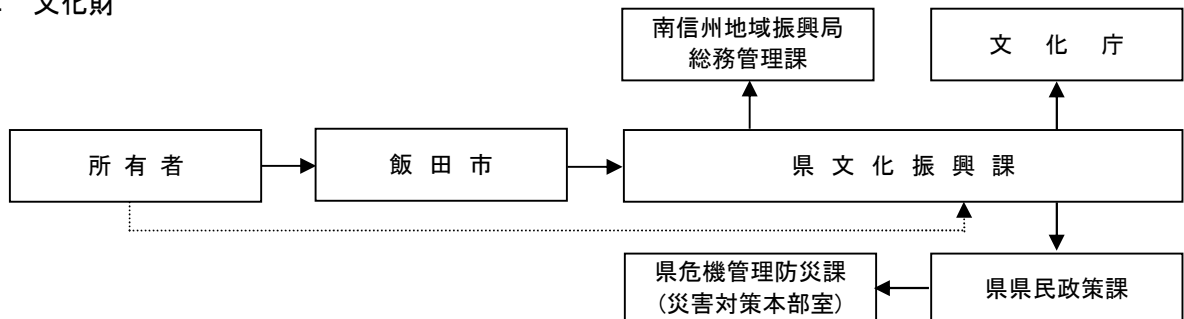 文化財
南信州地域振興局
総務管理課
文化庁
所有者
飯田市
県文化振興課
県危機管理防災課
(災害対策本部室)
県県民政策課